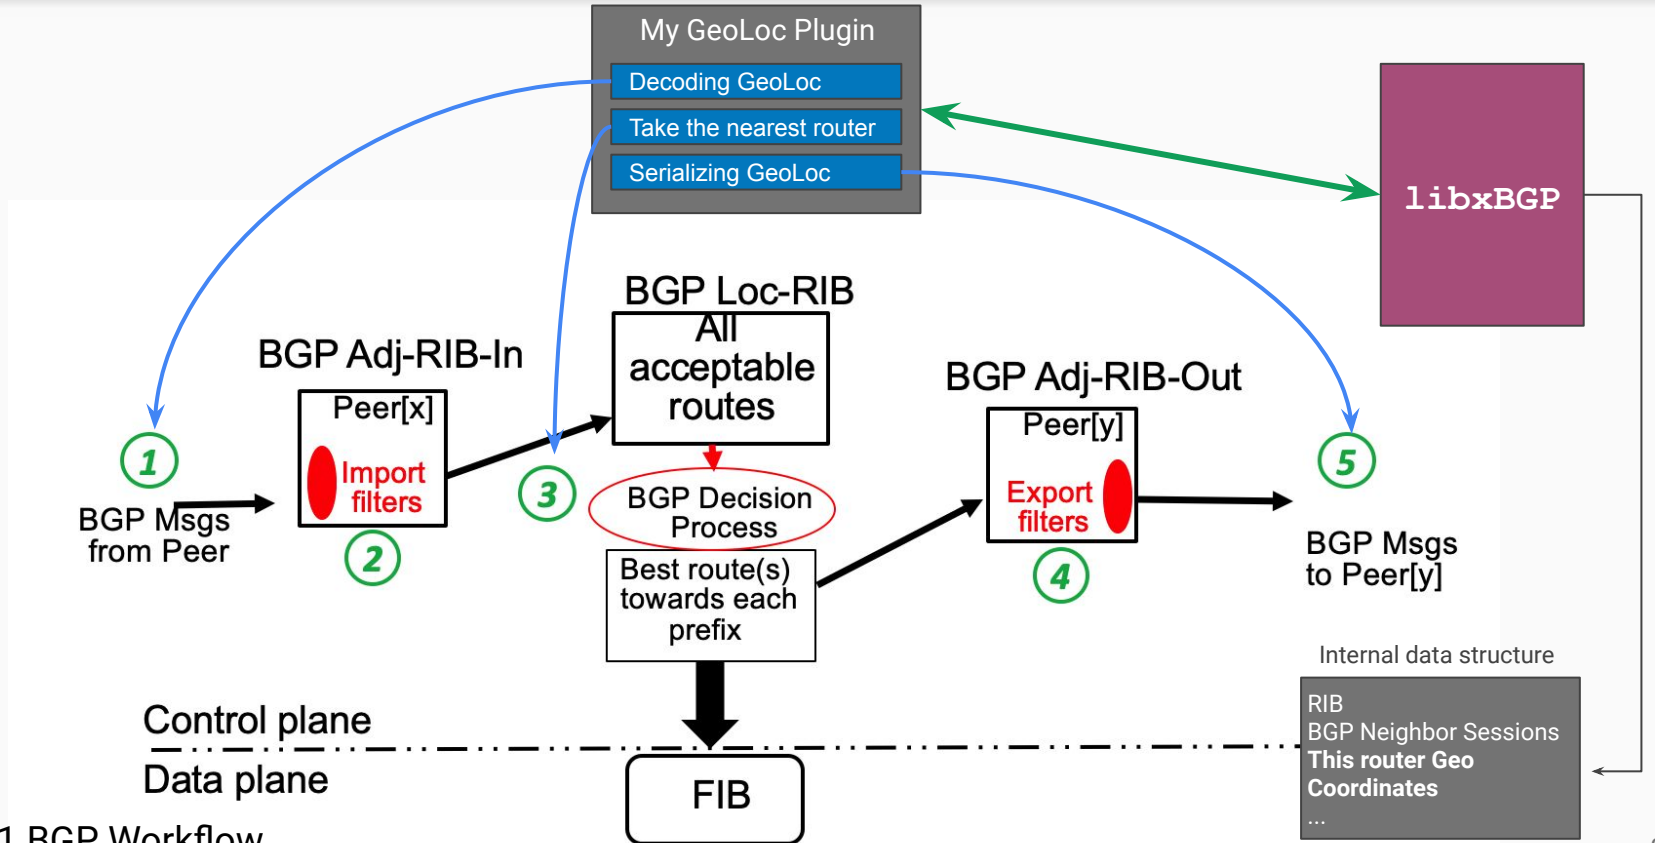 My GeoLoc Plugin
Decoding GeoLoc
Take the nearest router
Serializing GeoLoc
libxBGP
BGP Loc-RIB
All
acceptable
routes
BGP Adj-RIB-In
Peer[x]
Import
filters
BGP Adj-RIB-Out
Peer[y]
Export
filters
1
BGP Msgs
from Peer
2
3
BGP Decision
Process
4
5
BGP Msgs
to Peer[y]
Best route(s)
towards each
prefix
Internal data structure
RIB
BGP Neighbor Sessions
This router Geo
Coordinates
...
Control plane
Data plane
FIB
1 BGP Workflow